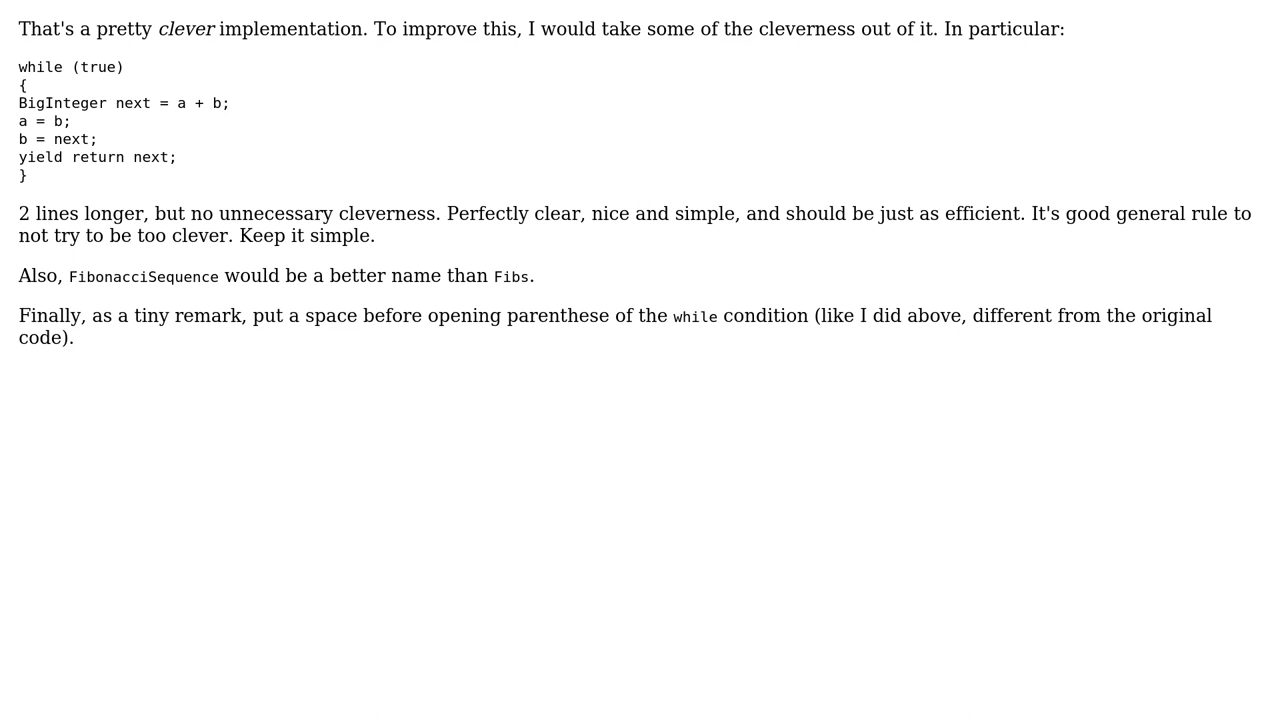 That's a pretty clever implementation. To improve this, I would take some of the cleverness out of it. In particular:
while (true)
{
BigInteger next = a + b;
a = b;
b = next;
yield return next;
}
2 lines longer, but no unnecessary cleverness. Perfectly clear, nice and simple, and should be just as efficient. It's good general rule to
not try to be too clever. Keep it simple.
Also, FibonacciSequence would be a better name than Fibs.
Finally, as a tiny remark, put a space before opening parenthese of the while condition (like I did above, different from the original
code).